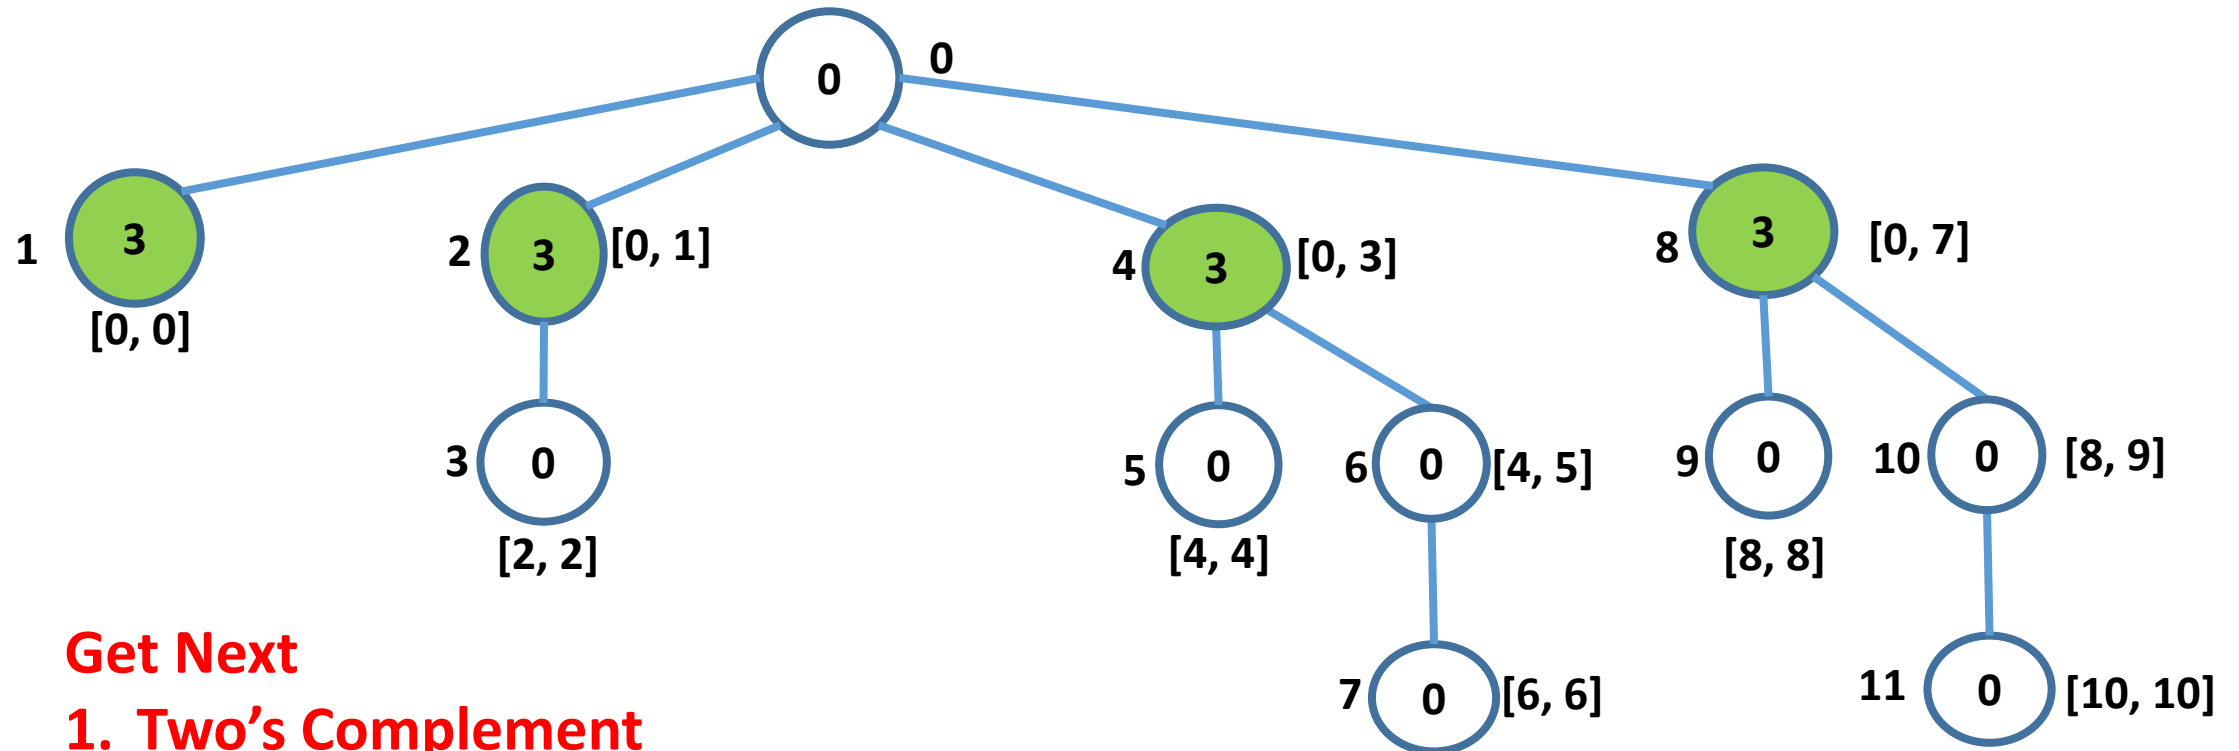 0 0
1 3 [0, 0]
2 3 [0, 1]
4 3 [0, 3]
8 3 [0, 7]
3 0 [2, 2]
5 0 [4, 4]
6 0 [4, 5]
9 0 [8, 8]
10 0 [8, 9]
7 0 [6, 6]
11 0 [10, 10]
Get Next
1. Two's Complement